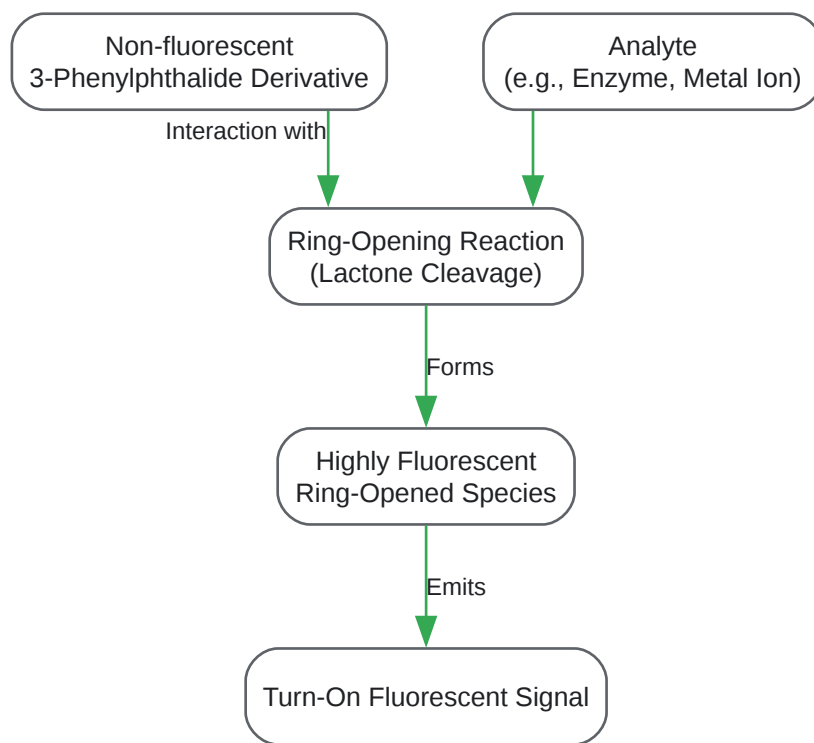 Non-fluorescent
3-Phenylphthalide Derivative
Analyte
(e.g., Enzyme, Metal Ion)
Interaction with
Ring-Opening Reaction
(Lactone Cleavage)
Forms
Highly Fluorescent
Ring-Opened Species
Emits
Turn-On Fluorescent Signal